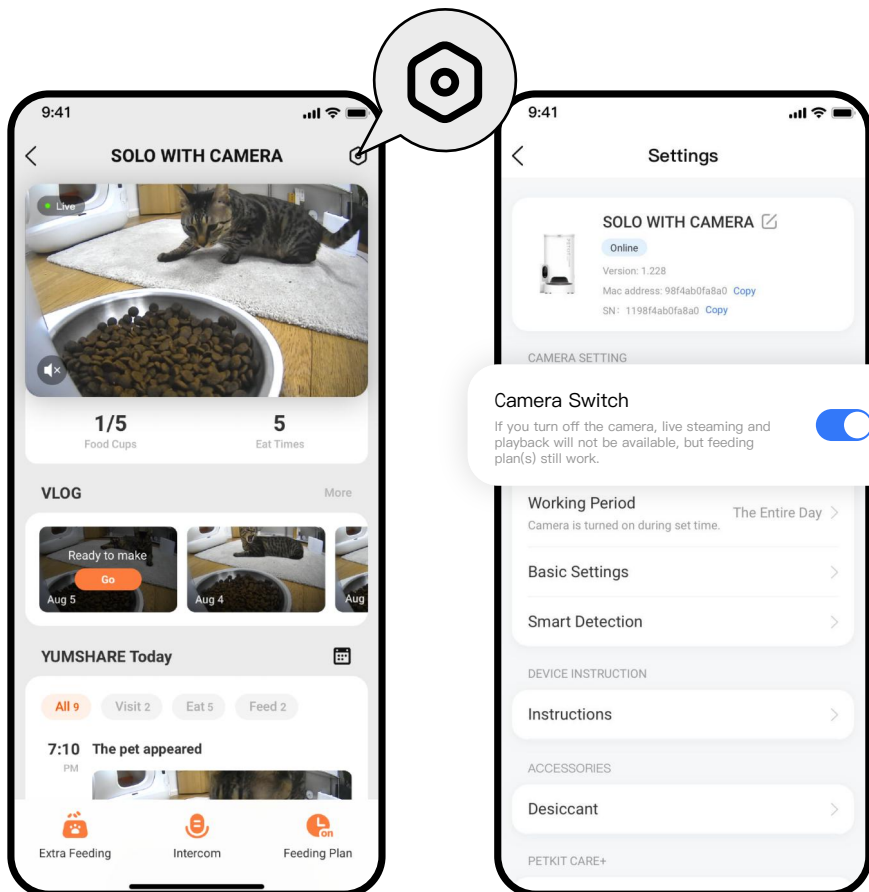 9:41
SOLO WITH CAMERA
Live
1/5
Food Cups
5
Eat Times
VLOG
More
Ready to make
Go
Aug 5
Aug 4
Aug
YUMSHARE Today
All 9
Visit 2
Eat 5
Feed 2
7:10 The pet appeared
PM
Extra Feeding
Intercom
on
Feeding Plan
9:41
Settings
SOLO WITH CAMERA
Online
Version: 1.228
Mac address: 98f4ab0fa8a0 Copy
SN: 1198f4ab0fa8a0 Copy
CAMERA SETTING
Camera Switch
If you turn off the camera, live steaming and
playback will not be available, but feeding
plan(s) still work.
Working Period
The Entire Day
Camera is turned on during set time.
Basic Settings
Smart Detection
DEVICE INSTRUCTION
Instructions
ACCESSORIES
Desiccant
PETKIT CARE+